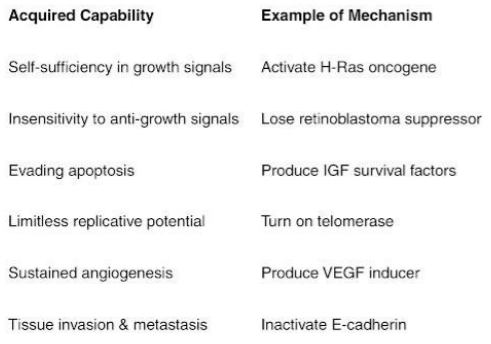 Acquired Capability Example of Mechanism
Self-sufficiency in growth signals Activate H-Ras oncogene
Insensitivity to anti-growth signals Lose retinoblastoma suppressor
Evading apoptosis Produce IGF survival factors
Limitless replicative potential Turn on telomerase
Sustained angiogenesis Produce VEGF inducer
Tissue invasion & metastasis Inactivate E-cadherin